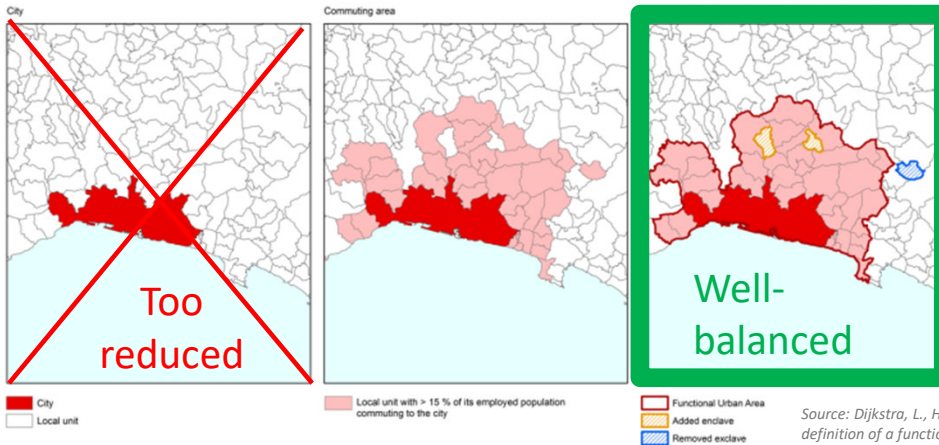 City
Commuting area
Too
reduced
Well-
balanced
City
Local unit
Local unit with > 15 % of its employed population
commuting to the city
Functional Urban Area
Added enclave
Removed exclave
Source: Dijkstra, L., H
definition of a functio